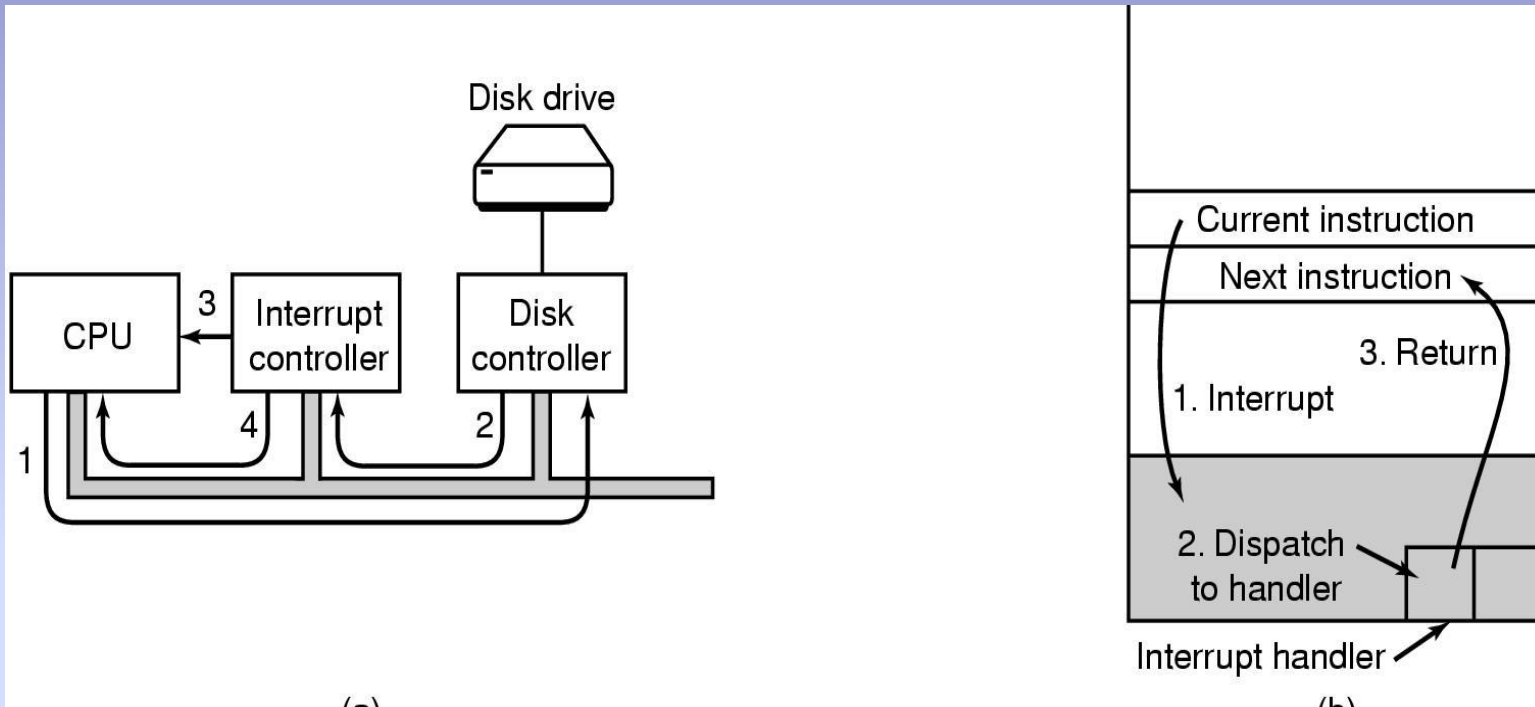 Disk drive
CPU
3
Interrupt
controller
Disk
controller
1
4
2
(a)
Current instruction
Next instruction
3. Return
1. Interrupt
2. Dispatch
to handler
Interrupt handler
(b)